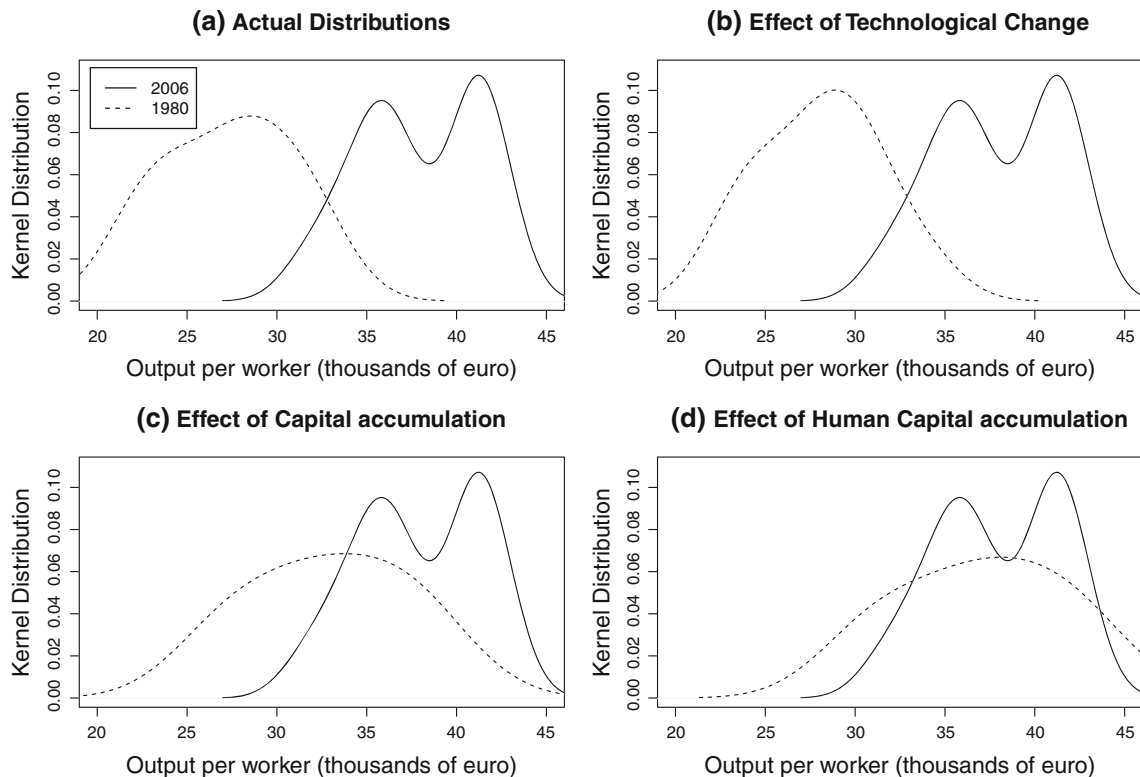 (a) Actual Distributions
2006
1980
Kernel Distribution
0.00 0.02 0.04 0.06 0.08 0.10
20 25 30 35 40 45
Output per worker (thousands of euro)
(b) Effect of Technological Change
Kernel Distribution
0.00 0.02 0.04 0.06 0.08 0.10
20 25 30 35 40 45
Output per worker (thousands of euro)
(c) Effect of Capital accumulation
Kernel Distribution
0.00 0.02 0.04 0.06 0.08 0.10
20 25 30 35 40 45
Output per worker (thousands of euro)
(d) Effect of Human Capital accumulation
Kernel Distribution
0.00 0.02 0.04 0.06 0.08 0.10
20 25 30 35 40 45
Output per worker (thousands of euro)